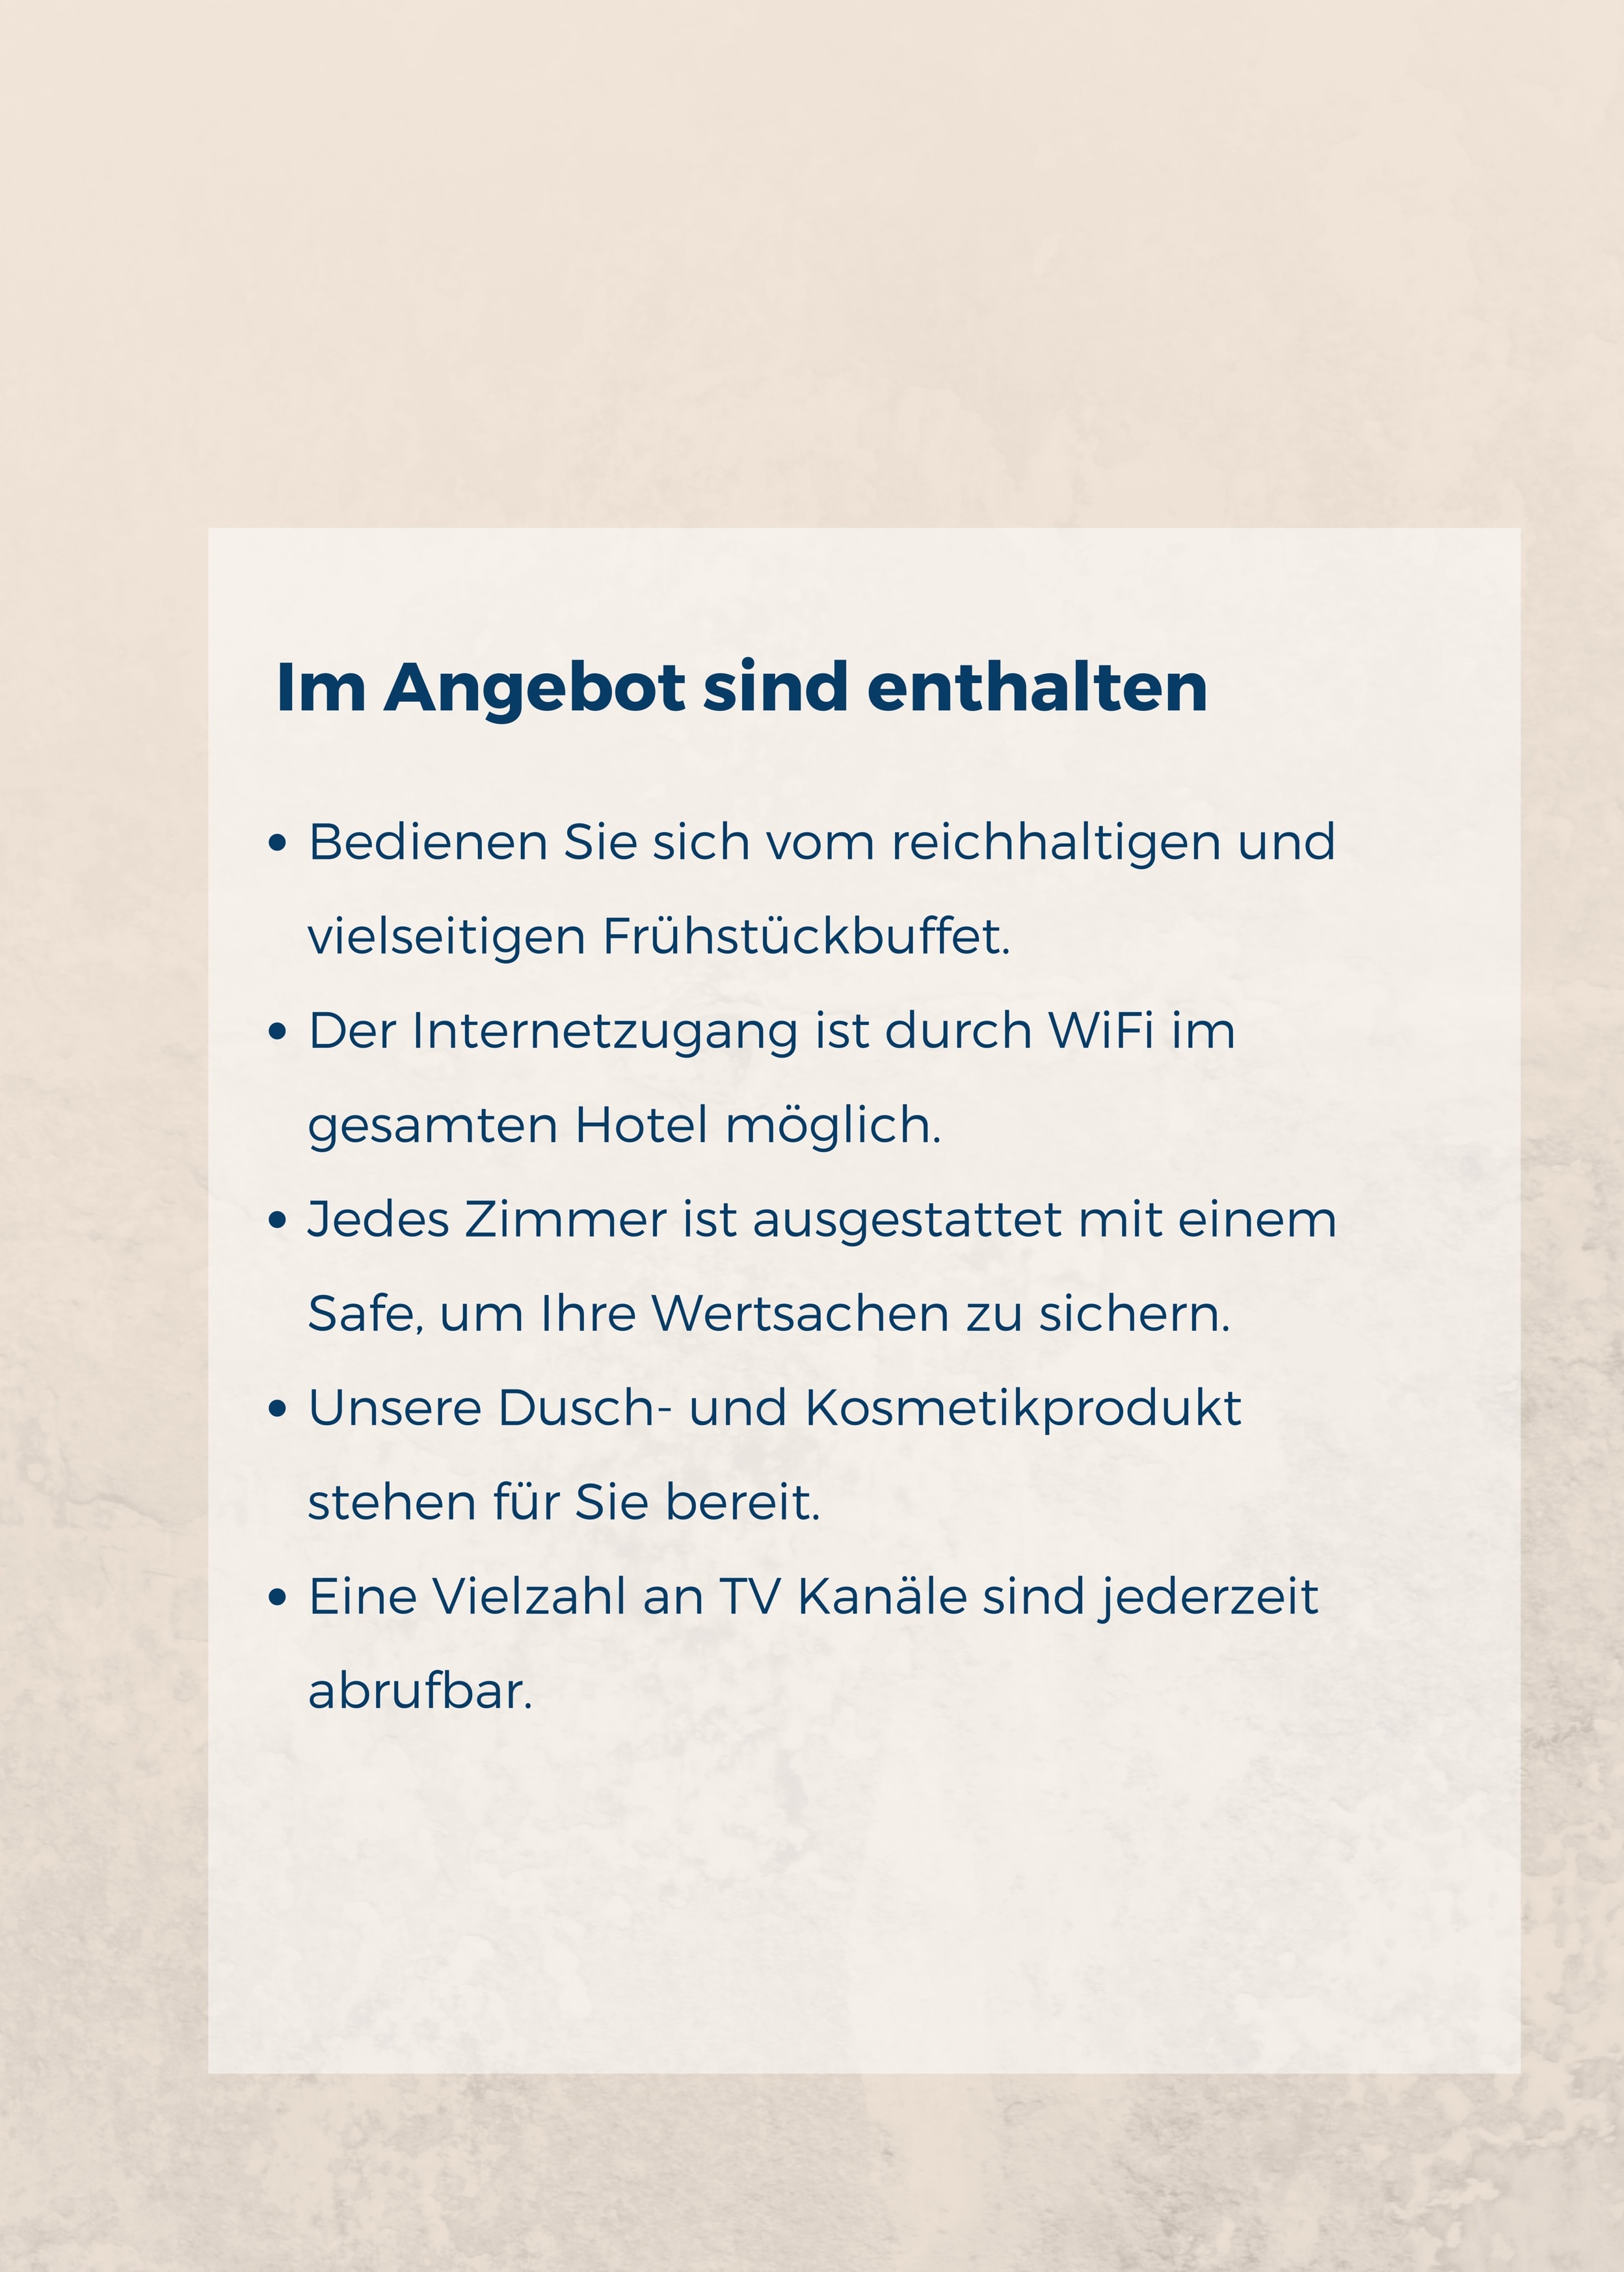 Im Angebot sind enthalten
• Bedienen Sie sich vom reichhaltigen und
vielseitigen Frühstückbuffet.
• Der Internetzugang ist durch WiFi im
gesamten Hotel möglich.
• Jedes Zimmer ist ausgestattet mit einem
Safe, um Ihre Wertsachen zu sichern.
• Unsere Dusch- und Kosmetikprodukt
stehen für Sie bereit.
• Eine Vielzahl an TV Kanäle sind jederzeit
abrufbar.